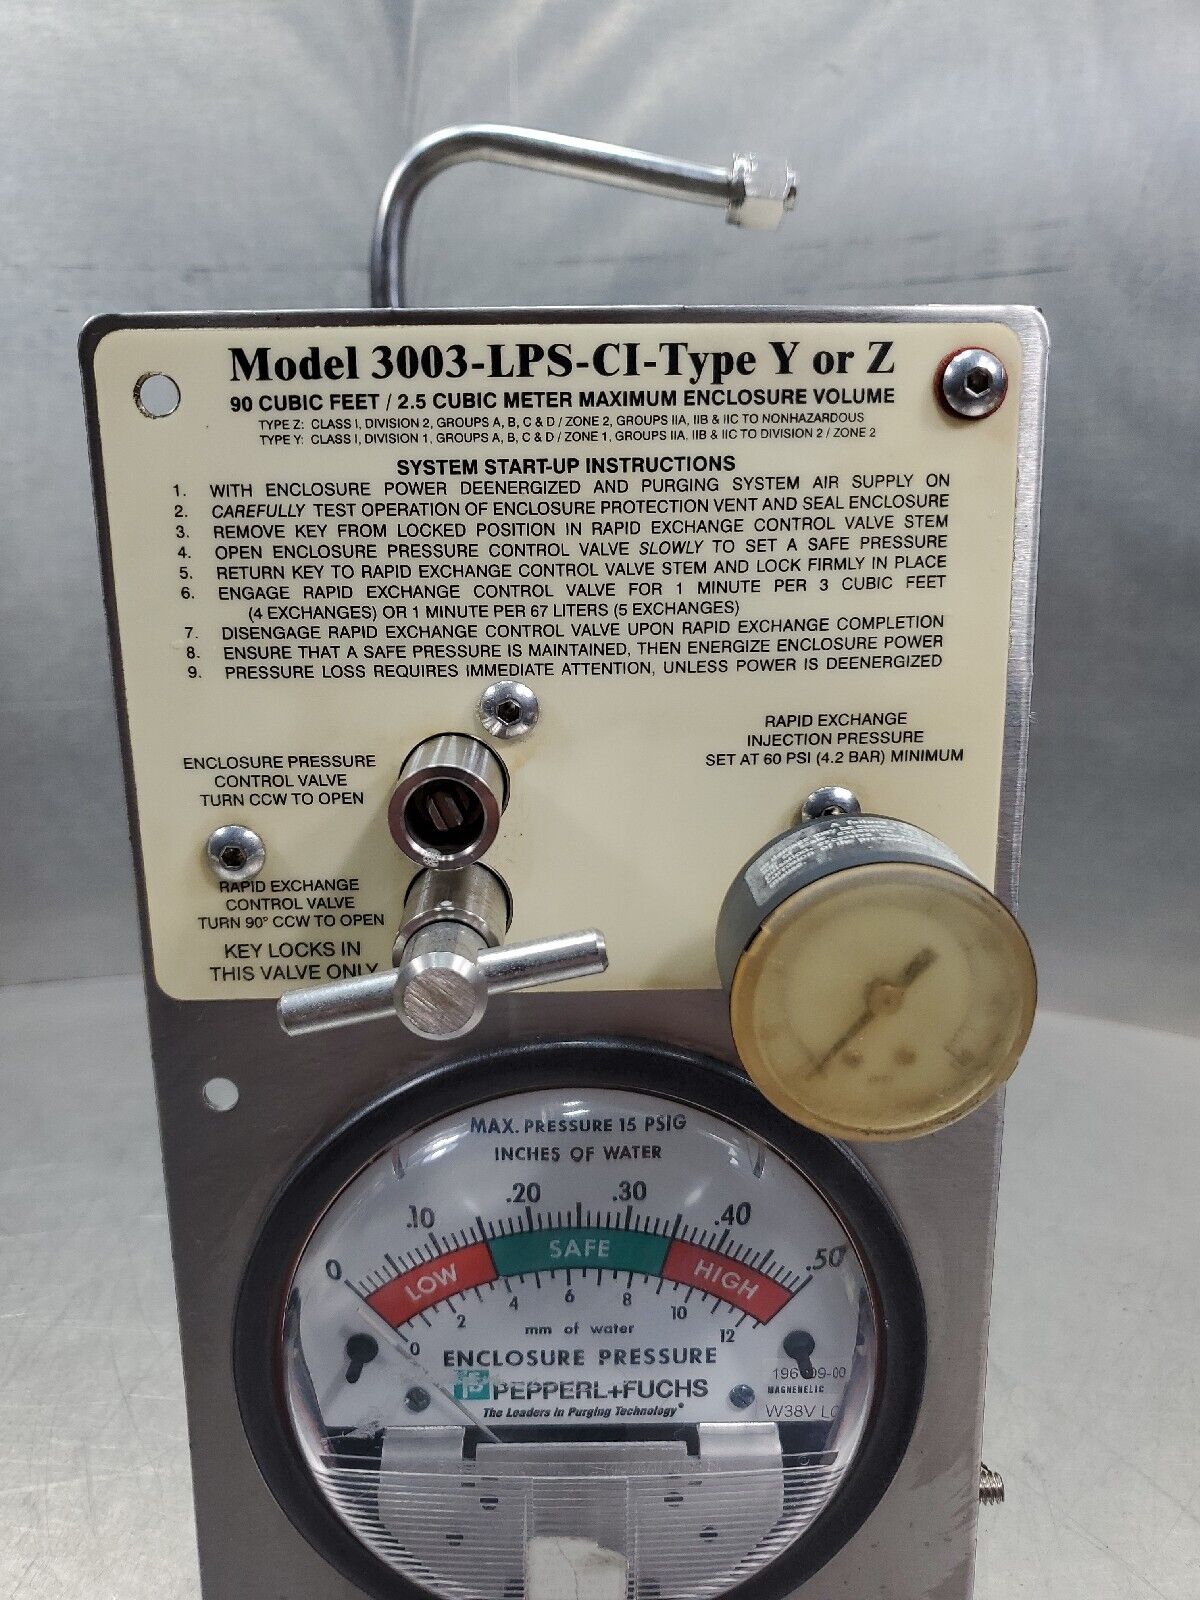 Model 3003-LPS-CI-Type Y or Z
90 CUBIC FEET / 2.5 CUBIC METER MAXIMUM ENCLOSURE VOLUME
TYPE Z: CLASS I, DIVISION 2, GROUPS A, B, C & D / ZONE 2, GROUPS IIA, IIB & IIC TO NONHAZARDOUS
TYPE Y: CLASS I, DIVISION 1, GROUPS A, B, C & D / ZONE 1, GROUPS IIA, IIB & IIC TO DIVISION 2 / ZONE 2
SYSTEM START-UP INSTRUCTIONS
1. WITH ENCLOSURE POWER DEENERGIZED AND PURGING SYSTEM AIR SUPPLY ON
2. CAREFULLY TEST OPERATION OF ENCLOSURE PROTECTION VENT AND SEAL ENCLOSURE
3. REMOVE KEY FROM LOCKED POSITION IN RAPID EXCHANGE CONTROL VALVE STEM
4. OPEN ENCLOSURE PRESSURE CONTROL VALVE SLOWLY TO SET A SAFE PRESSURE
5. RETURN KEY TO RAPID EXCHANGE CONTROL VALVE STEM AND LOCK FIRMLY IN PLACE
6. ENGAGE RAPID EXCHANGE CONTROL VALVE FOR 1 MINUTE PER 3 CUBIC FEET
(4 EXCHANGES) OR 1 MINUTE PER 67 LITERS (5 EXCHANGES)
7. DISENGAGE RAPID EXCHANGE CONTROL VALVE UPON RAPID EXCHANGE COMPLETION
8. ENSURE THAT A SAFE PRESSURE IS MAINTAINED, THEN ENERGIZE ENCLOSURE POWER
9. PRESSURE LOSS REQUIRES IMMEDIATE ATTENTION, UNLESS POWER IS DEENERGIZED
RAPID EXCHANGE
INJECTION PRESSURE
SET AT 60 PSI (4.2 BAR) MINIMUM
ENCLOSURE PRESSURE
CONTROL VALVE
TURN CCW TO OPEN
RAPID EXCHANGE
CONTROL VALVE
TURN 90° CCW TO OPEN
KEY LOCKS IN
THIS VALVE ONLY
MAX. PRESSURE 15 PSIG
INCHES OF WATER
0 .10 .20 .30 .40 .50
LOW SAFE HIGH
0 2 4 6 8 10 12
mm of water
ENCLOSURE PRESSURE
PEPPERL+FUCHS
The Leaders in Purging Technology®
MAGNEHELIC
W38V